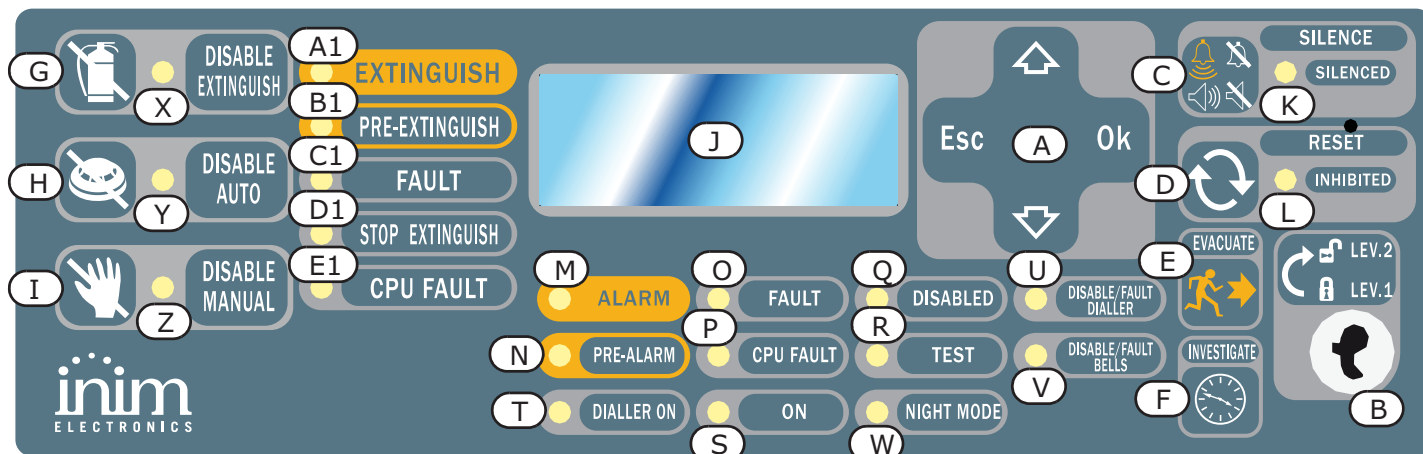 G
X
DISABLE
EXTINGUISH
H
Y
DISABLE
AUTO
I
Z
DISABLE
MANUAL
inim
ELECTRONICS
A1
EXTINGUISH
B1
PRE-EXTINGUISH
C1
FAULT
D1
STOP EXTINGUISH
E1
CPU FAULT
J
Esc
A
Ok
M
ALARM
N
PRE-ALARM
T
DIALLER ON
O
FAULT
P
CPU FAULT
S
ON
Q
DISABLED
R
TEST
W
NIGHT MODE
U
DISABLE/FAULT
DIALLER
V
DISABLE/FAULT
BELLS
C
SILENCE
K
SILENCED
D
RESET
L
INHIBITED
E
EVACUATE
INVESTIGATE
F
LEV.2
LEV.1
B